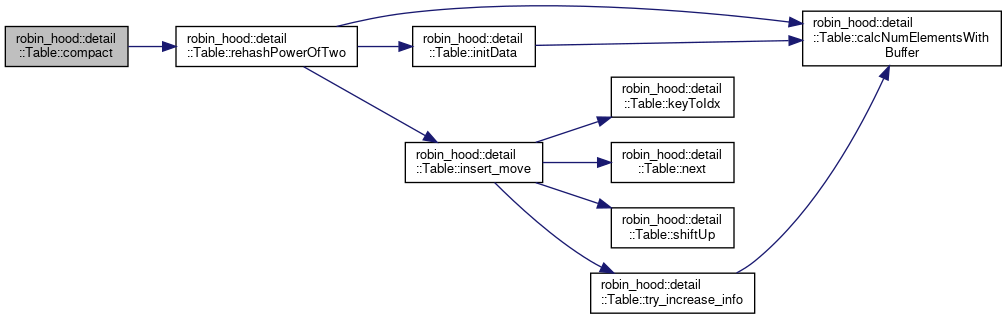 robin_hood::detail
::Table::compact
robin_hood::detail
::Table::rehashPowerOfTwo
robin_hood::detail
::Table::initData
robin_hood::detail
::Table::calcNumElementsWith
Buffer
robin_hood::detail
::Table::insert_move
robin_hood::detail
::Table::keyToIdx
robin_hood::detail
::Table::next
robin_hood::detail
::Table::shiftUp
robin_hood::detail
::Table::try_increase_info